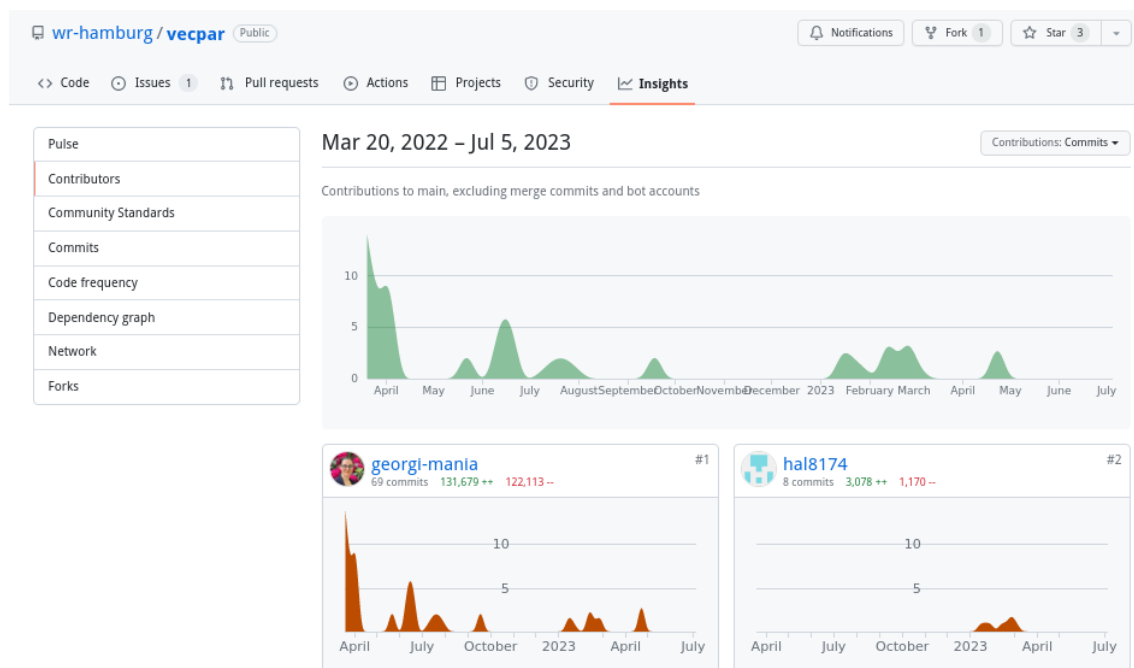 wr-hamburg / vecpar Public Notifications Fork 1 Star 3
Code Issues 1 Pull requests Actions Projects Security Insights
Pulse
Contributors
Community Standards
Commits
Code frequency
Dependency graph
Network
Forks
Mar 20, 2022 – Jul 5, 2023 Contributions: Commits
Contributions to main, excluding merge commits and bot accounts
10
5
0
April May June July August September October November December 2023 February March April May June July
georgi-mania #1
69 commits 131,679 ++ 122,113 --
10
5
April July October 2023 April July
hal8174 #2
8 commits 3,078 ++ 1,170 --
10
5
April July October 2023 April July